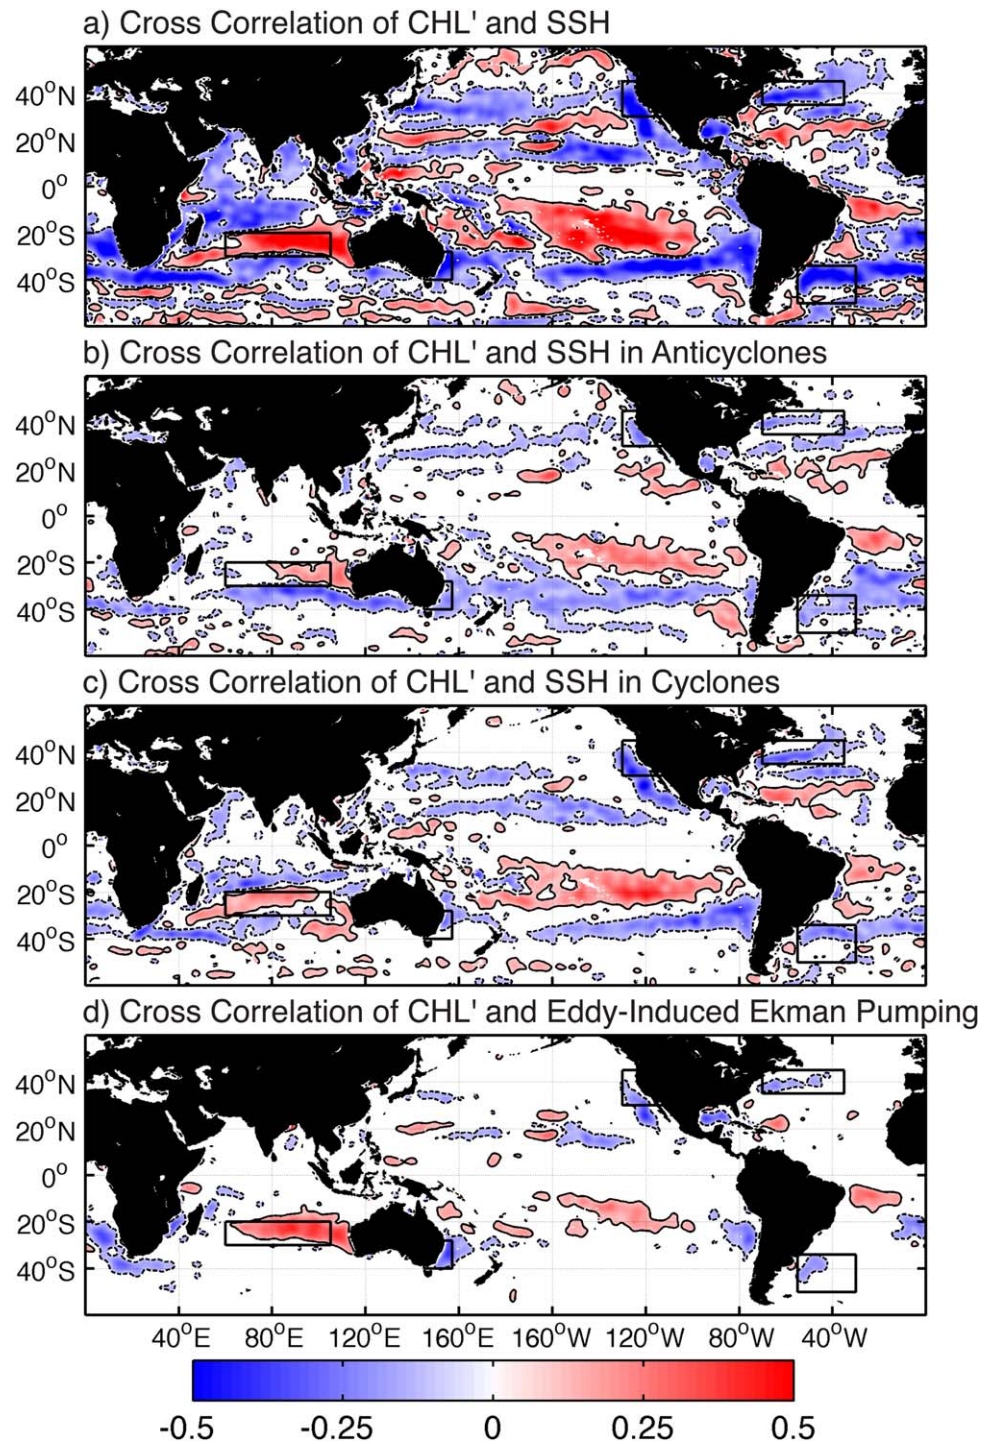 a) Cross Correlation of CHL' and SSH
40°N
20°N
0°
20°S
40°S
b) Cross Correlation of CHL' and SSH in Anticyclones
40°N
20°N
0°
20°S
40°S
c) Cross Correlation of CHL' and SSH in Cyclones
40°N
20°N
0°
20°S
40°S
d) Cross Correlation of CHL' and Eddy-Induced Ekman Pumping
40°N
20°N
0°
20°S
40°S
40°E 80°E 120°E 160°E 160°W 120°W 80°W 40°W
-0.5 -0.25 0 0.25 0.5